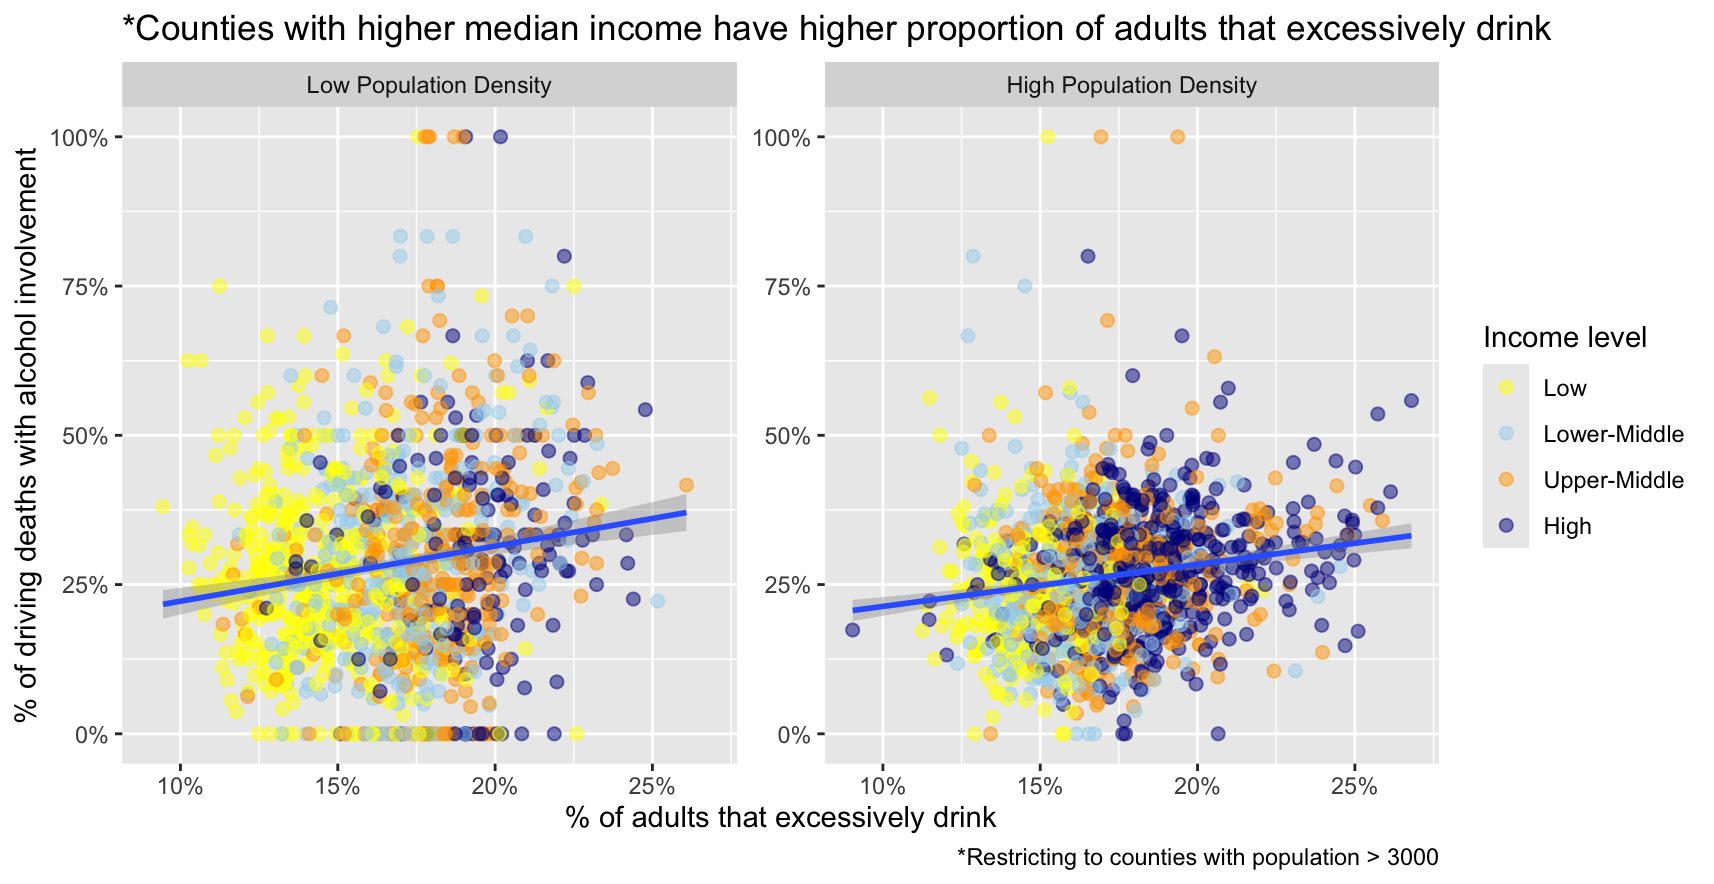 *Counties with higher median income have higher proportion of adults that excessively drink
Low Population Density
High Population Density
% of driving deaths with alcohol involvement
100%
75%
50%
25%
0%
100%
75%
50%
25%
0%
10% 15% 20% 25%
10% 15% 20% 25%
% of adults that excessively drink
Income level
Low
Lower-Middle
Upper-Middle
High
*Restricting to counties with population > 3000